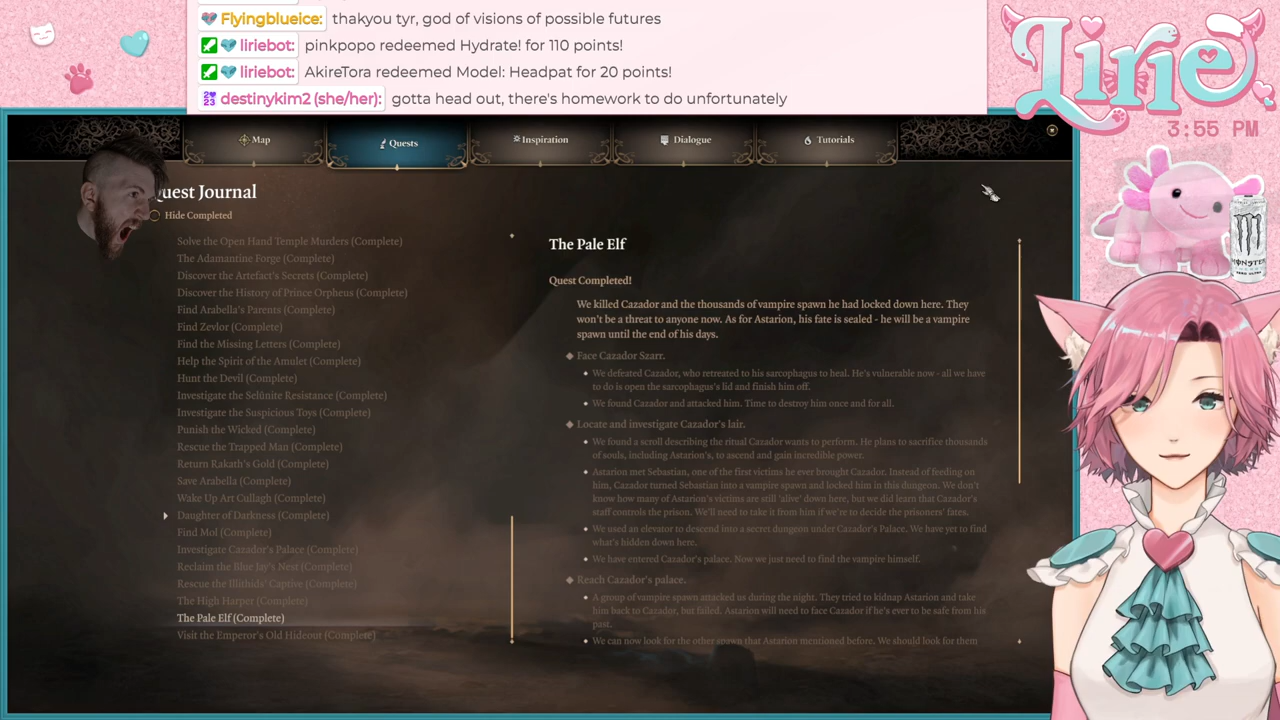 Flyingblueice: thakyou tyr, god of visions of possible futures
liriebot: pinkpopo redeemed Hydrate! for 110 points!
liriebot: AkireTora redeemed Model: Headpat for 20 points!
destinykim2 (she/her): gotta head out, there's homework to do unfortunately
Lirie
3:55 PM
Map
Quests
Inspiration
Dialogue
Tutorials
Quest Journal
Hide Completed
Solve the Open Hand Temple Murders (Complete)
The Adamantine Forge (Complete)
Discover the Artefact's Secrets (Complete)
Discover the History of Prince Orpheus (Complete)
Find Arabella's Parents (Complete)
Find Zevlor (Complete)
Find the Missing Letters (Complete)
Help the Spirit of the Amulet (Complete)
Hunt the Devil (Complete)
Investigate the Selûnite Resistance (Complete)
Investigate the Suspicious Toys (Complete)
Punish the Wicked (Complete)
Rescue the Trapped Man (Complete)
Return Rakath's Gold (Complete)
Save Arabella (Complete)
Wake Up Art Cullagh (Complete)
Daughter of Darkness (Complete)
Find Mol (Complete)
Investigate Cazador's Palace (Complete)
Reclaim the Blue Jay's Nest (Complete)
Rescue the Illithids' Captive (Complete)
The High Harper (Complete)
The Pale Elf (Complete)
Visit the Emperor's Old Hideout (Complete)
The Pale Elf
Quest Completed!
We killed Cazador and the thousands of vampire spawn he had locked down here. They
won't be a threat to anyone now. As for Astarion, his fate is sealed - he will be a vampire
spawn until the end of his days.
Face Cazador Szarr.
We defeated Cazador, who retreated to his sarcophagus to heal. He's vulnerable now - all we have
to do is open the sarcophagus's lid and finish him off.
We found Cazador and attacked him. Time to destroy him once and for all.
Locate and investigate Cazador's lair.
We found a scroll describing the ritual Cazador wants to perform. He plans to sacrifice thousands
of souls, including Astarion's, to ascend and gain incredible power.
Astarion met Sebastian, one of the first victims he ever brought Cazador. Instead of feeding on
him, Cazador turned Sebastian into a vampire spawn and locked him in this dungeon. We don't
know how many of Astarion's victims are still 'alive' down here, but we did learn that Cazador's
staff controls the prison. We'll need to take it from him if we're to decide the prisoners' fates.
We used an elevator to descend into a secret dungeon under Cazador's Palace. We have yet to find
what's hidden down here.
We have entered Cazador's palace. Now we just need to find the vampire himself.
Reach Cazador's palace.
A group of vampire spawn attacked us during the night. They tried to kidnap Astarion and take
him back to Cazador, but failed. Astarion will need to face Cazador if he's ever to be safe from his
past.
We can now look for the other spawn that Astarion mentioned before. We should look for them
MONSTER